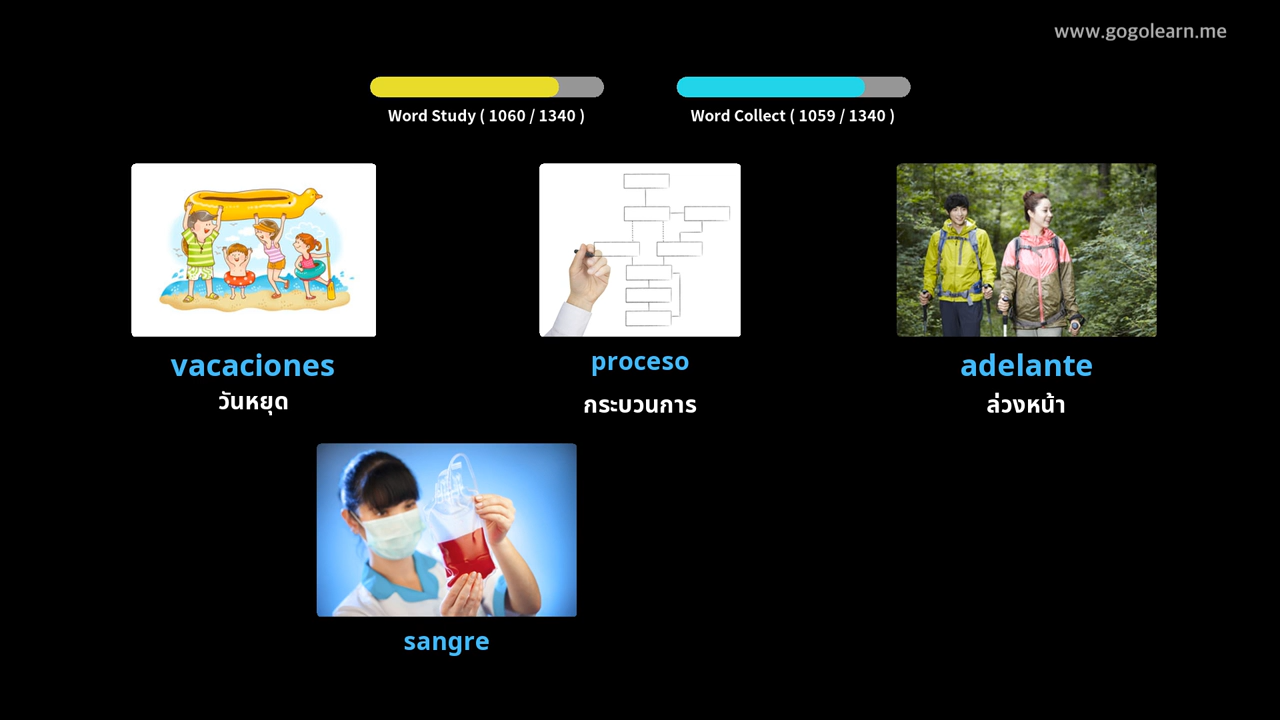 www.gogolearn.me
Word Study ( 1060 / 1340 )
Word Collect ( 1059 / 1340 )
vacaciones
วันหยุด
proceso
กระบวนการ
adelante
ล่วงหน้า
sangre